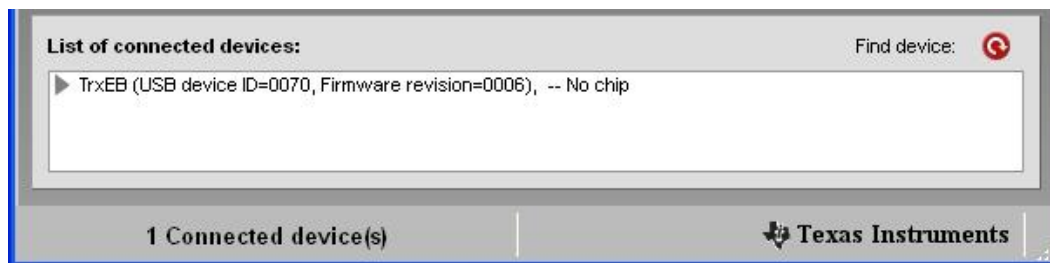 List of connected devices:
Find device:
TrxEB (USB device ID=0070, Firmware revision=0006),  -- No chip
1 Connected device(s)
Texas Instruments